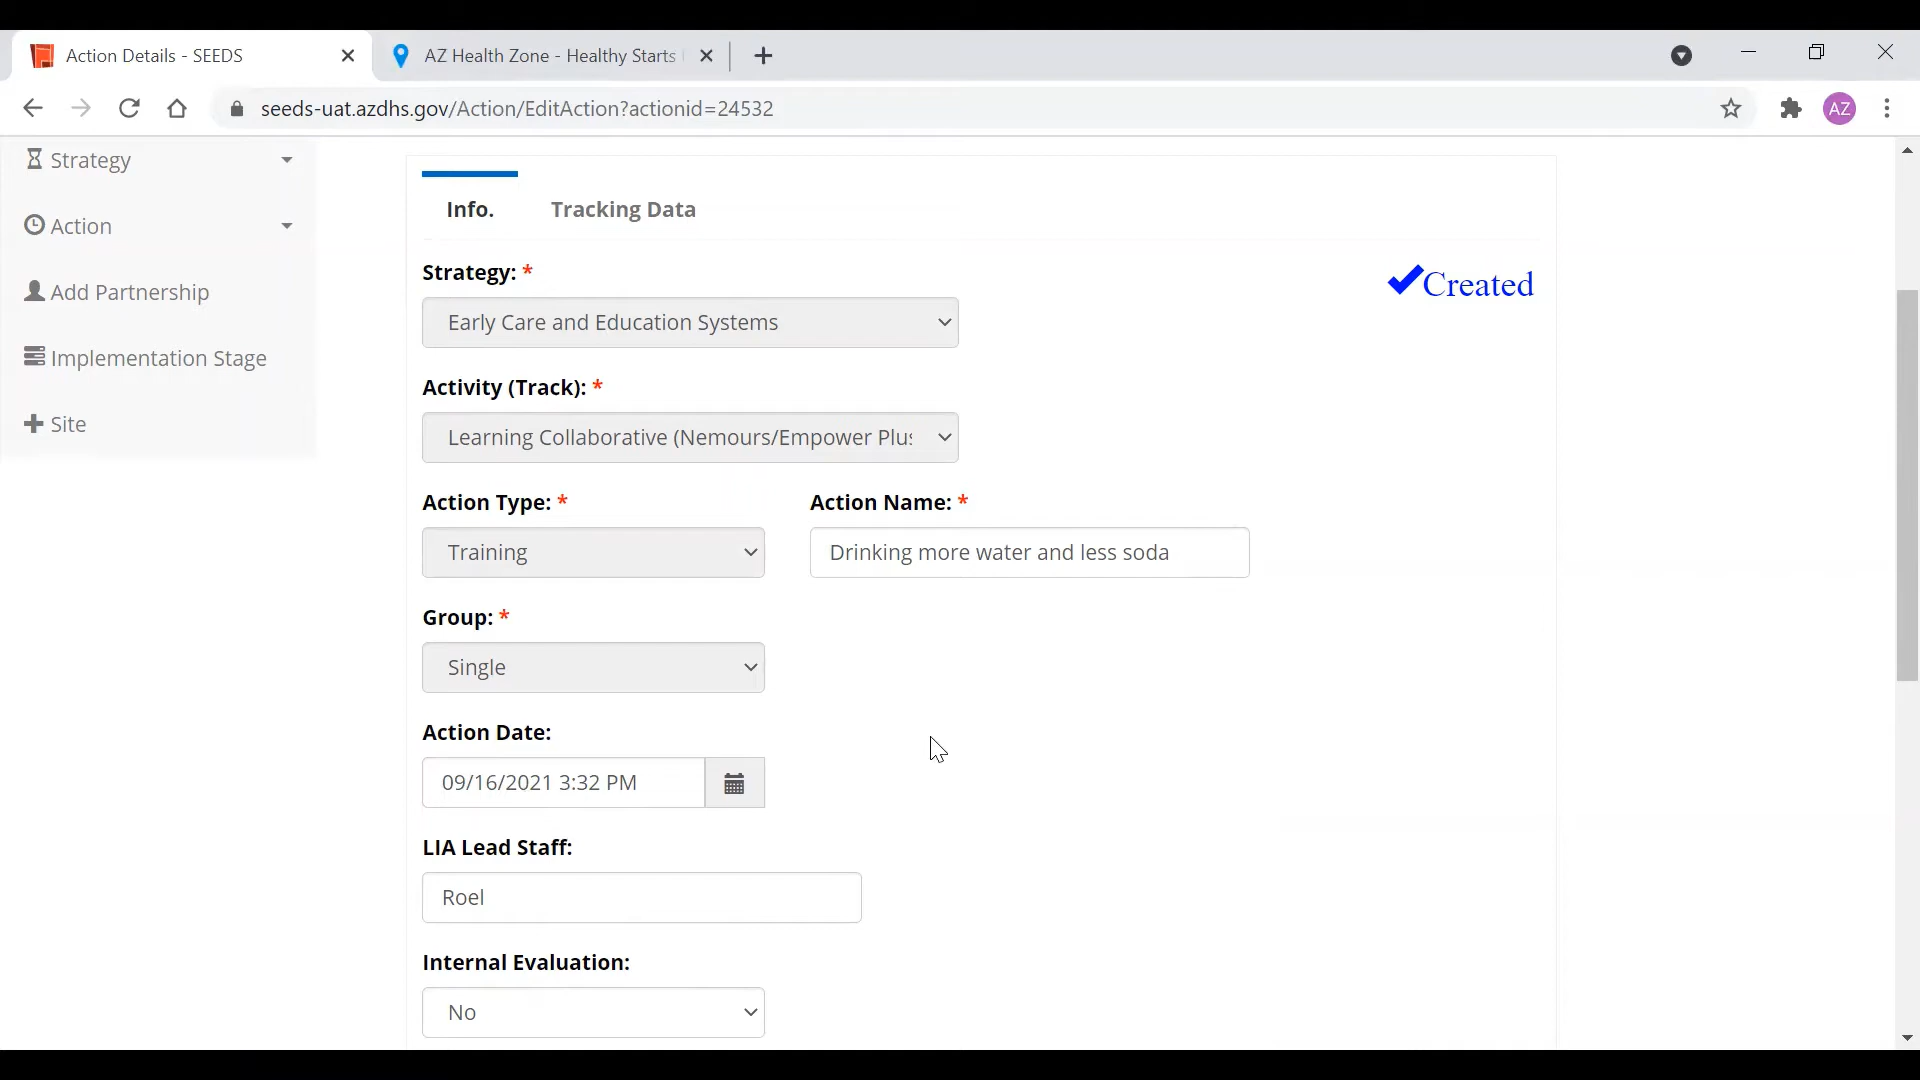 Action Details - SEEDS
AZ Health Zone - Healthy Starts
seeds-uat.azdhs.gov/Action/EditAction?actionid=24532
AZ
Strategy
Action
Add Partnership
Implementation Stage
Site
Info.
Tracking Data
Strategy: *
Created
Early Care and Education Systems
Activity (Track): *
Learning Collaborative (Nemours/Empower Plus
Action Type: *
Action Name: *
Training
Drinking more water and less soda
Group: *
Single
Action Date:
09/16/2021 3:32 PM
LIA Lead Staff:
Roel
Internal Evaluation:
No